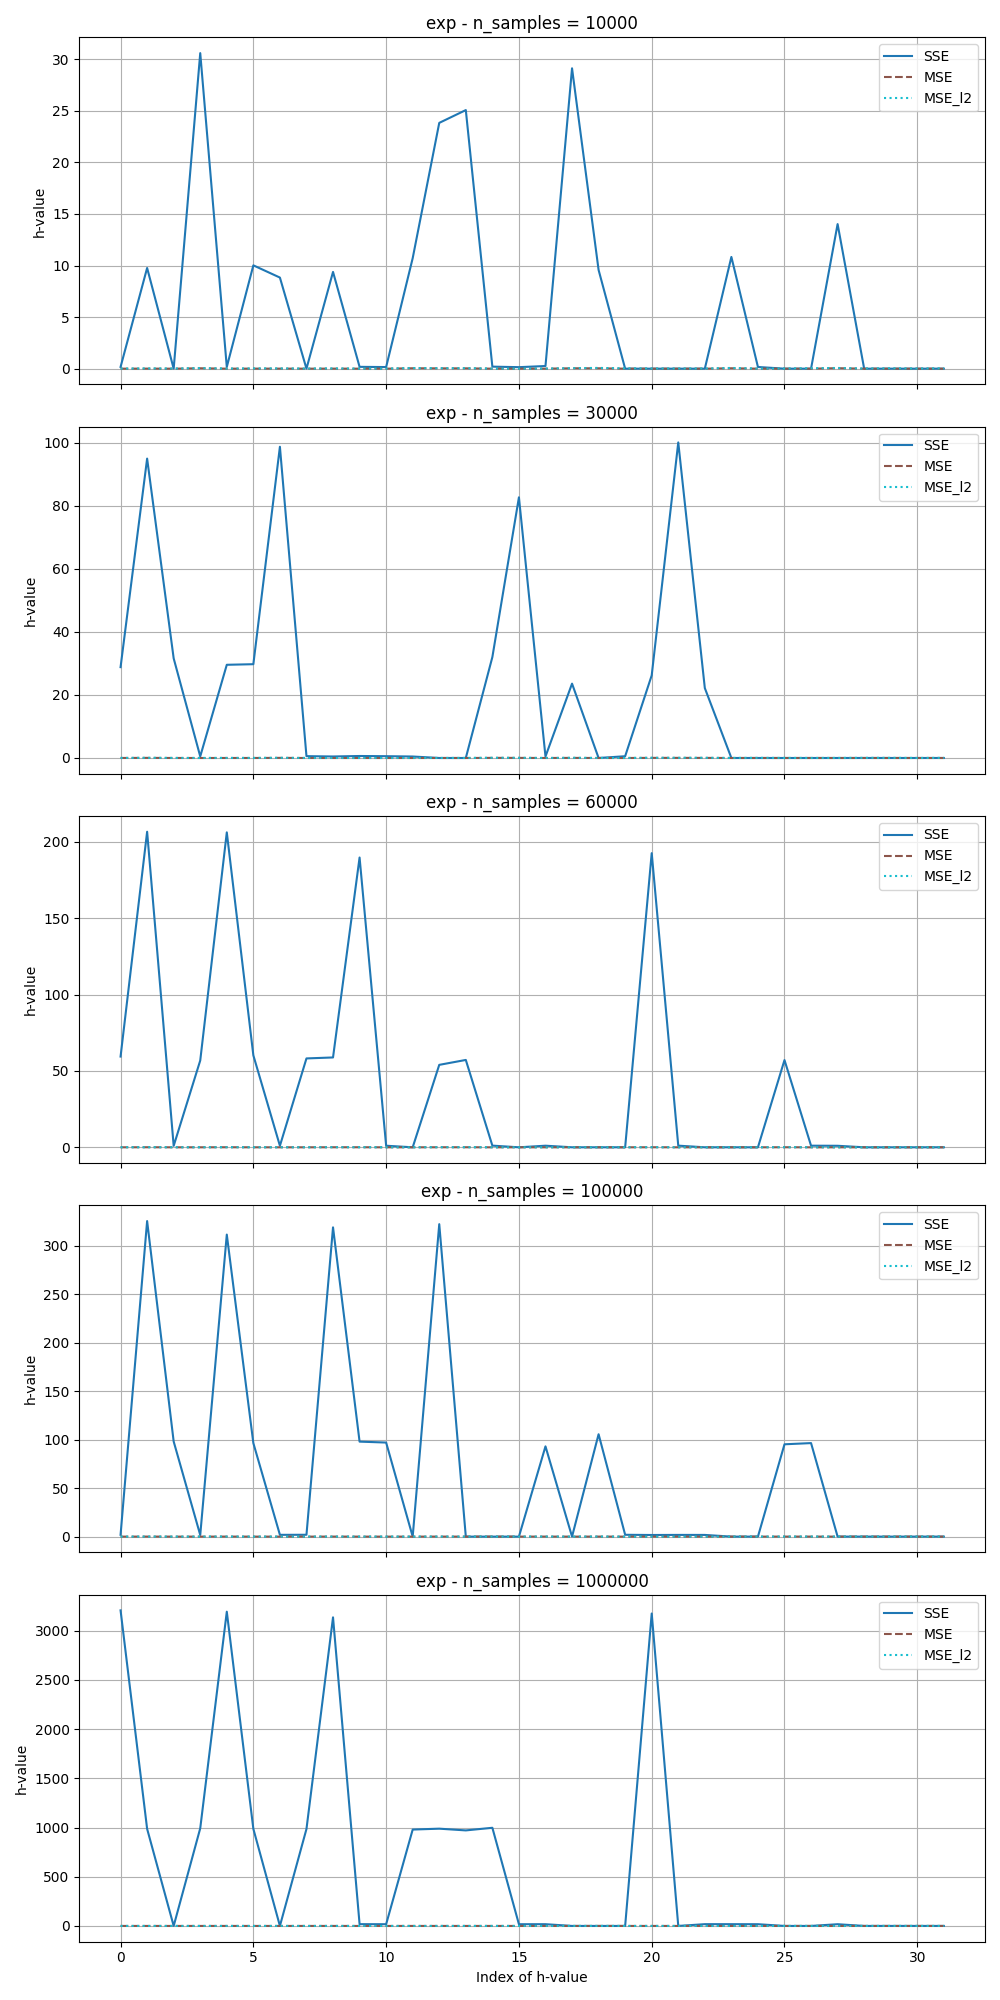 exp - n_samples = 10000
30
25
20
15
10
5
0
h-value
SSE
MSE
MSE_l2
exp - n_samples = 30000
100
80
60
40
20
0
h-value
SSE
MSE
MSE_l2
exp - n_samples = 60000
200
150
100
50
0
h-value
SSE
MSE
MSE_l2
exp - n_samples = 100000
300
250
200
150
100
50
0
h-value
SSE
MSE
MSE_l2
exp - n_samples = 1000000
3000
2500
2000
1500
1000
500
0
h-value
SSE
MSE
MSE_l2
0 5 10 15 20 25 30
Index of h-value